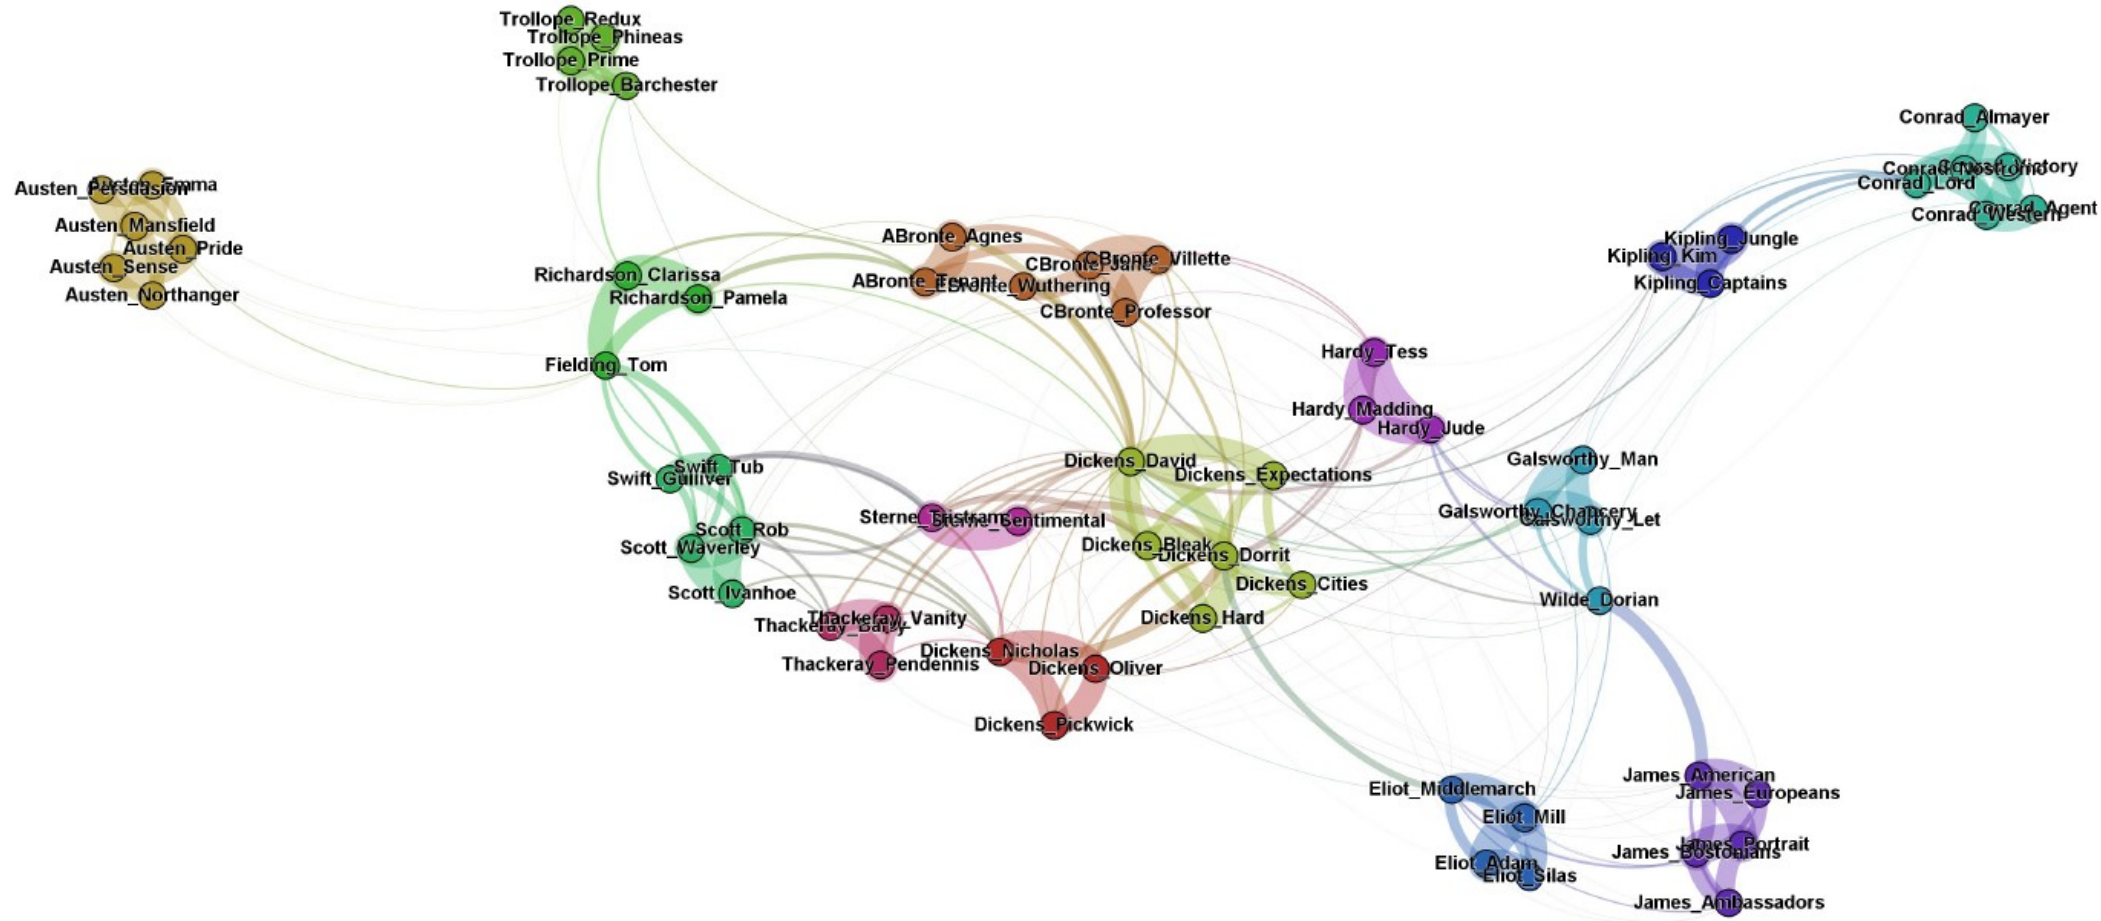 Trollope_Redux
Trollope_Phineas
Trollope_Prime
Trollope_Barchester
Conrad_Almayer
Conrad_Victory
Conrad_Nostromo
Conrad_Lord
Conrad_Agent
Conrad_Western
Austen_Emma
Austen_Persuasion
Austen_Mansfield
Austen_Pride
Austen_Sense
Austen_Northanger
ABronte_Agnes
Kipling_Jungle
Kipling_Kim
Kipling_Captains
CBronte_Villette
CBronte_Jane
Richardson_Clarissa
ABronte_Tenant
EBronte_Wuthering
Richardson_Pamela
CBronte_Professor
Hardy_Tess
Fielding_Tom
Hardy_Madding
Hardy_Jude
Galsworthy_Man
Dickens_David
Swift_Tub
Dickens_Expectations
Swift_Gulliver
Galsworthy_Chancery
Sterne_Tristram
Sterne_Sentimental
Galsworthy_Let
Scott_Rob
Dickens_Bleak
Scott_Waverley
Dickens_Dorrit
Dickens_Cities
Scott_Ivanhoe
Wilde_Dorian
Thackeray_Vanity
Dickens_Hard
Thackeray_Barry
Dickens_Nicholas
Thackeray_Pendennis
Dickens_Oliver
Dickens_Pickwick
James_American
Eliot_Middlemarch
James_Europeans
Eliot_Mill
James_Portrait
James_Bostonians
Eliot_Adam
Eliot_Silas
James_Ambassadors